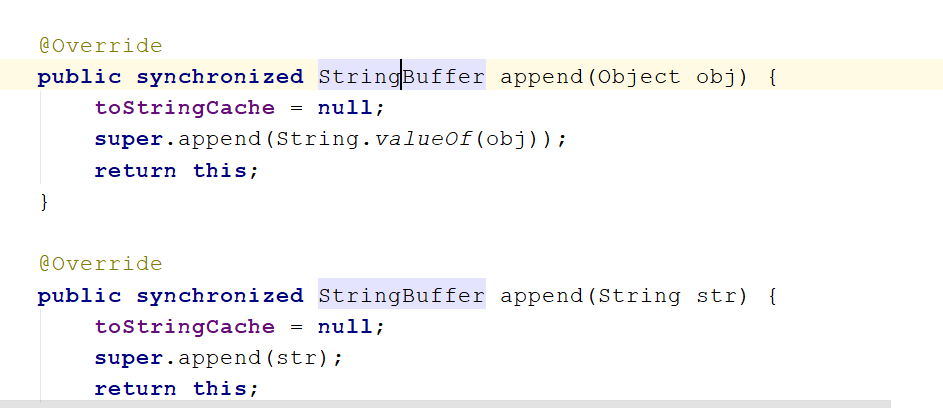 @Override
public synchronized StringBuffer append(Object obj) {
    toStringCache = null;
    super.append(String.valueOf(obj));
    return this;
}
@Override
public synchronized StringBuffer append(String str) {
    toStringCache = null;
    super.append(str);
    return this;